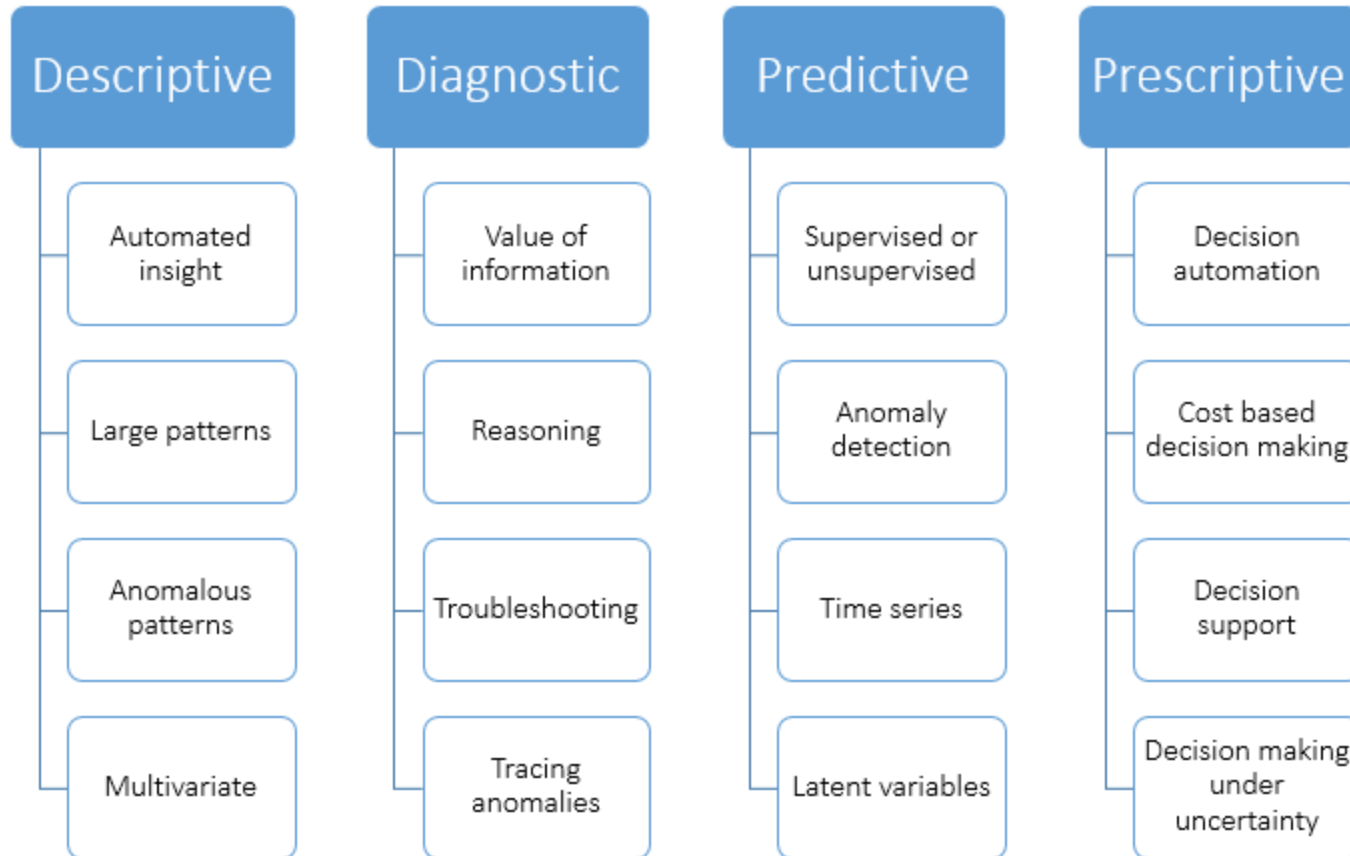 Descriptive
Automated
insight
Large patterns
Anomalous
patterns
Multivariate
Diagnostic
Value of
information
Reasoning
Troubleshooting
Tracing
anomalies
Predictive
Supervised or
unsupervised
Anomaly
detection
Time series
Latent variables
Prescriptive
Decision
automation
Cost based
decision making
Decision
support
Decision making
under
uncertainty